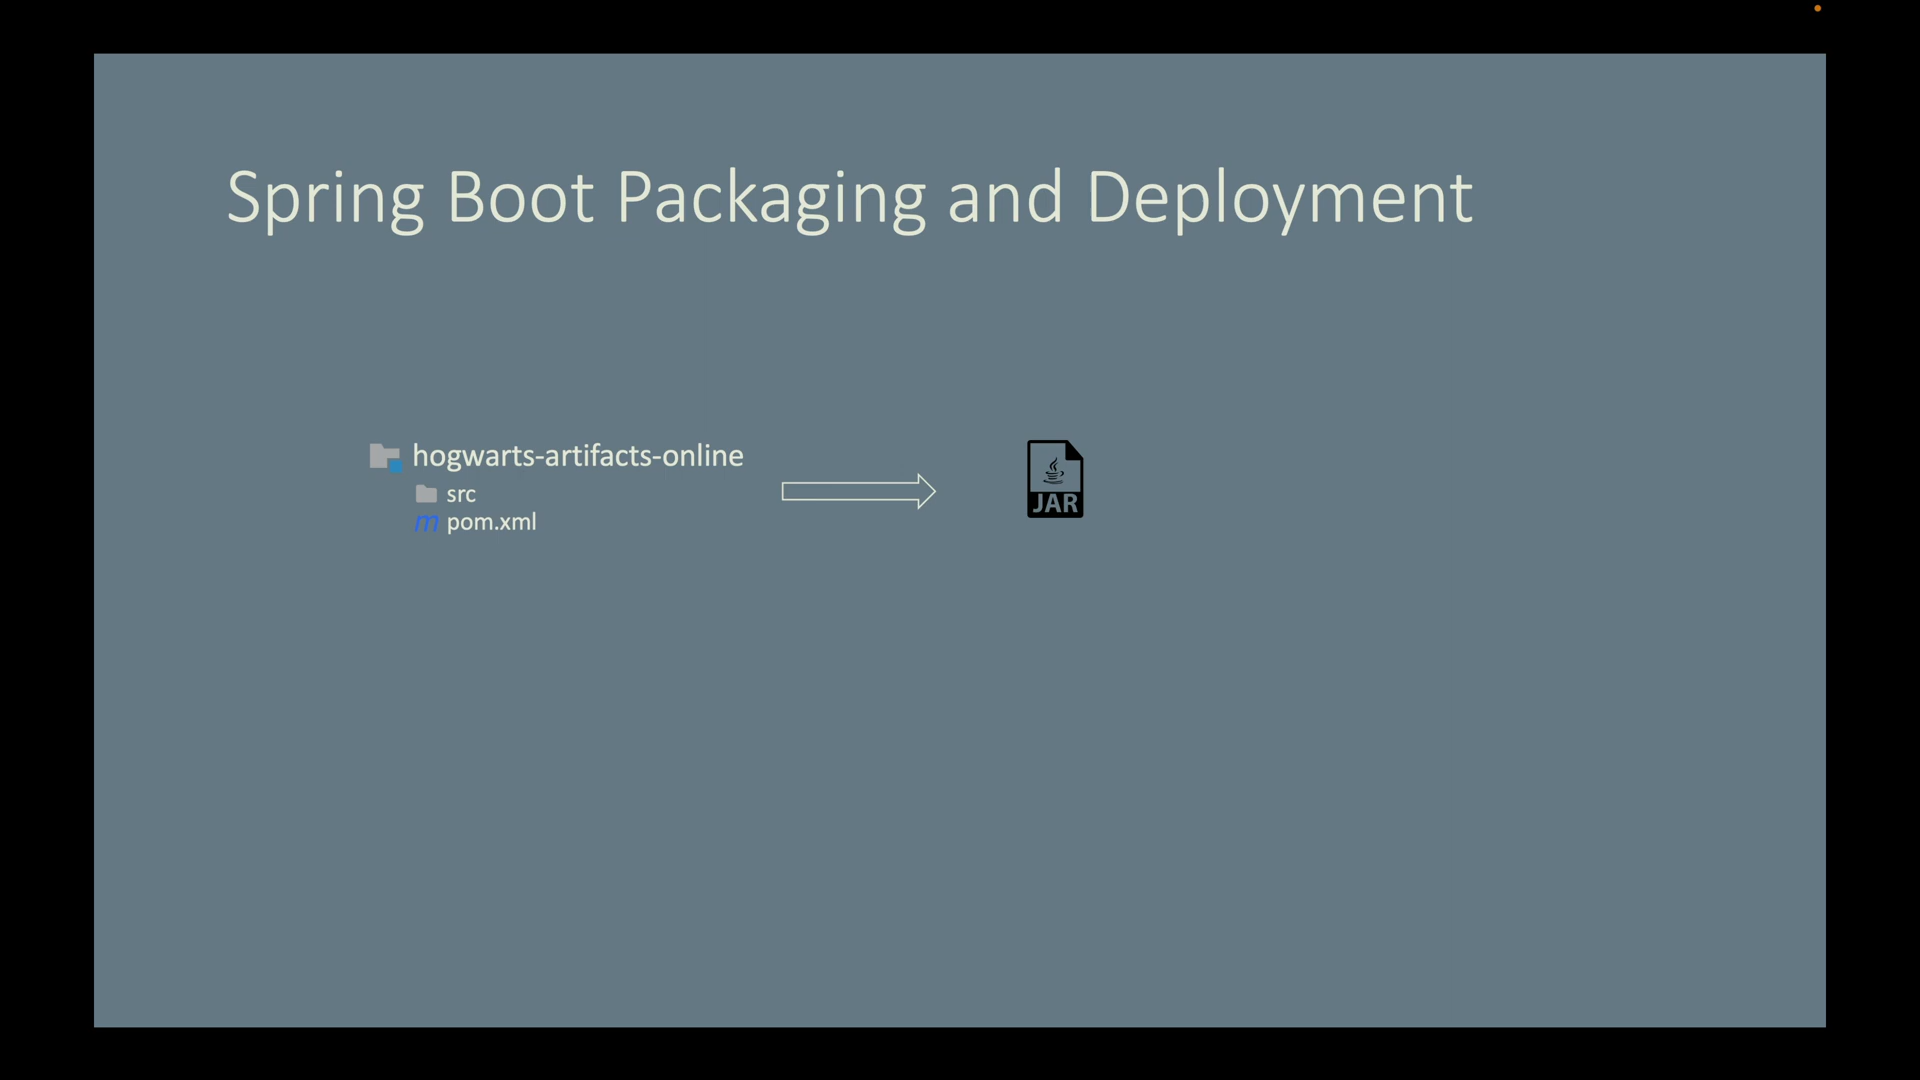 Spring Boot Packaging and Deployment
hogwarts-artifacts-online
src
m pom.xml
JAR